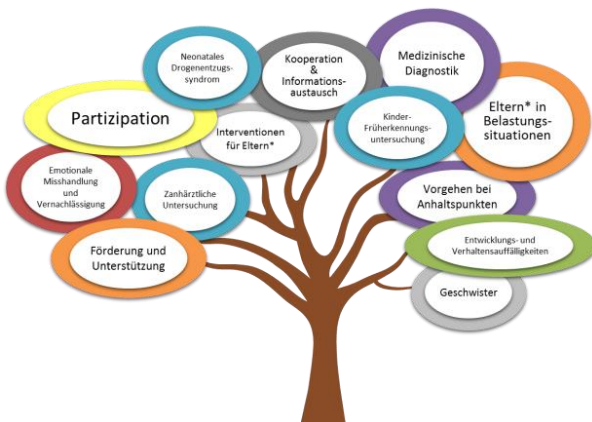 Neonatales
Drogenentzugs-
syndrom
Kooperation
&
Informations-
austausch
Medizinische
Diagnostik
Eltern* in
Belastungs-
situationen
Partizipation
Interventionen
für Eltern*
Kinder-
Früherkennungs-
untersuchung
Emotionale
Misshandlung
und
Vernachlässigung
Zanhärztliche
Untersuchung
Vorgehen bei
Anhaltspunkten
Förderung und
Unterstützung
Entwicklungs- und
Verhaltensauffälligkeiten
Geschwister